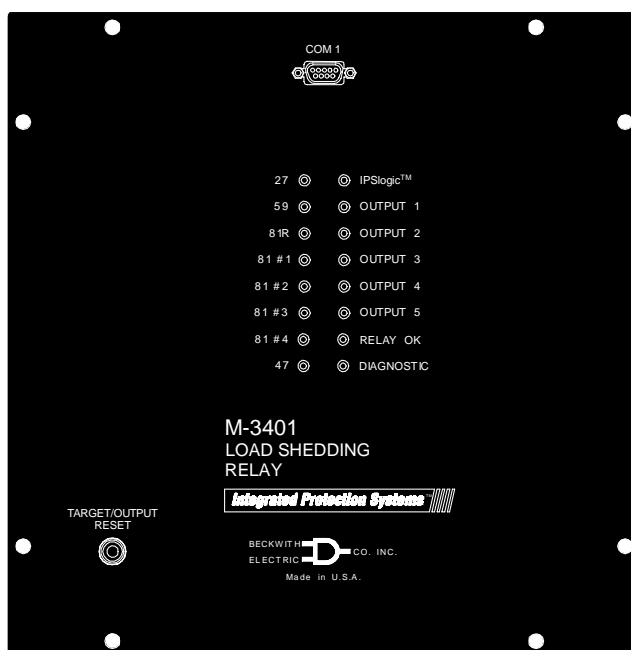 COM 1
27 IPSlogic™
59 OUTPUT 1
81R OUTPUT 2
81 #1 OUTPUT 3
81 #2 OUTPUT 4
81 #3 OUTPUT 5
81 #4 RELAY OK
47 DIAGNOSTIC
M-3401
LOAD SHEDDING
RELAY
Integrated Protection Systems™
TARGET/OUTPUT
RESET
BECKWITH
ELECTRIC
CO. INC.
Made in U.S.A.